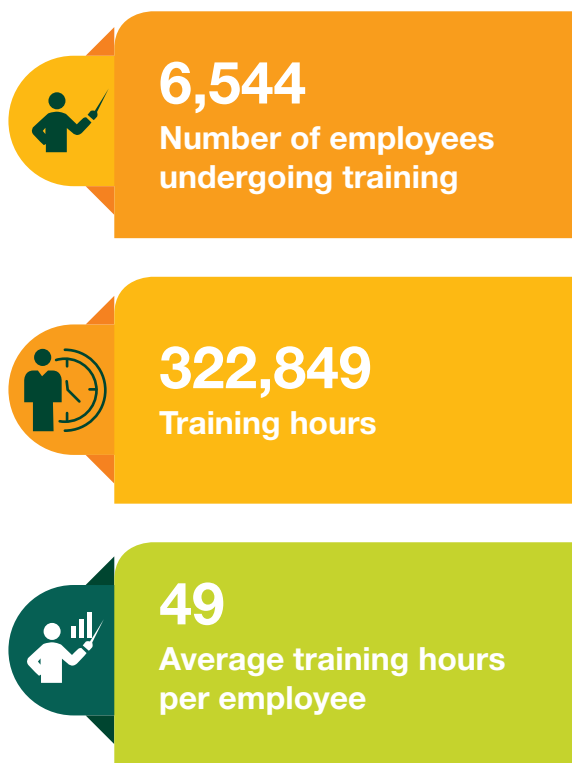 6,544
Number of employees
undergoing training
322,849
Training hours
49
Average training hours
per employee